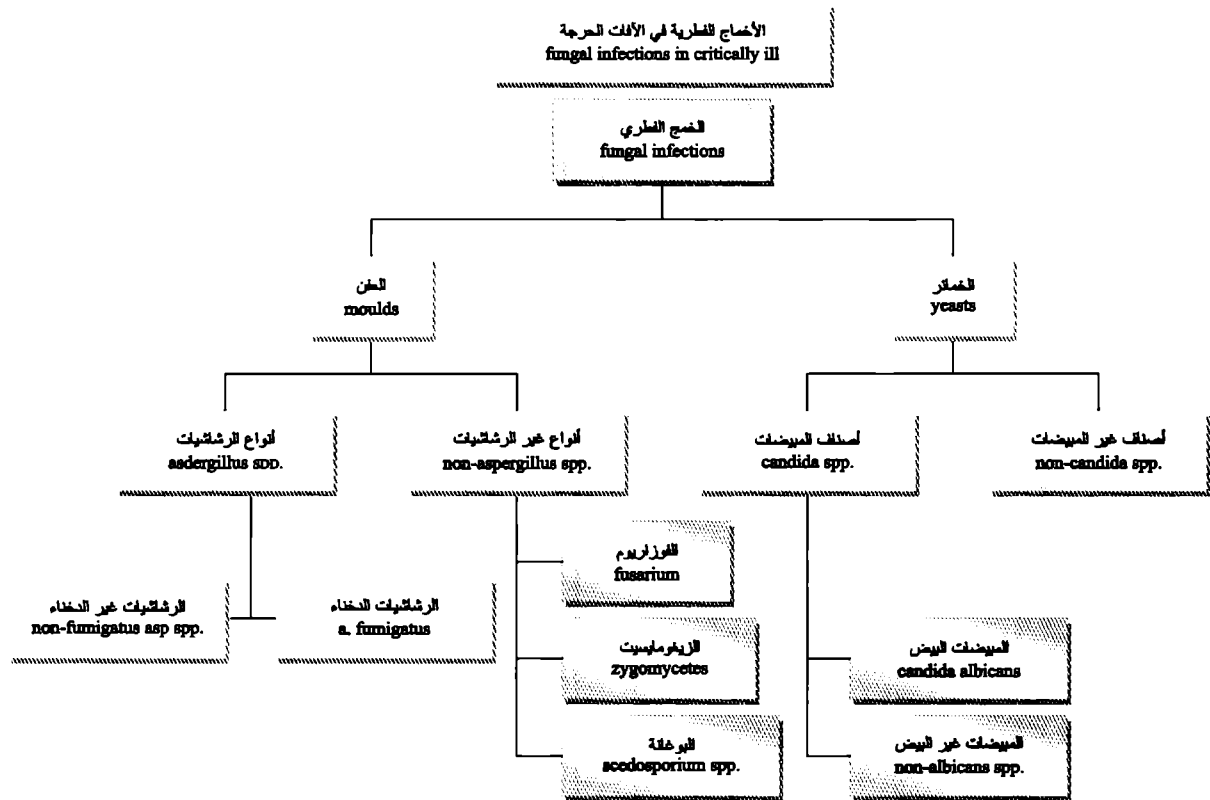 الأخماج الفطرية في الآفات الحرجة
fungal infections in critically ill
الخمج الفطري
fungal infections
العفن
moulds
الخمائر
yeasts
أنواع الرشاشيات
asdergillus spp.
أنواع غير الرشاشيات
non-aspergillus spp.
أصناف المبيضات
candida spp.
أصناف غير المبيضات
non-candida spp.
الفوزاريوم
fusarium
الرشاشيات غير الدخناء
non-fumigatus asp spp.
الرشاشيات الدخناء
a. fumigatus
الزيغومايسيت
zygomycetes
المبيضات البيض
candida albicans
البوغانة
scedosporium spp.
المبيضات غير البيض
non-albicans spp.